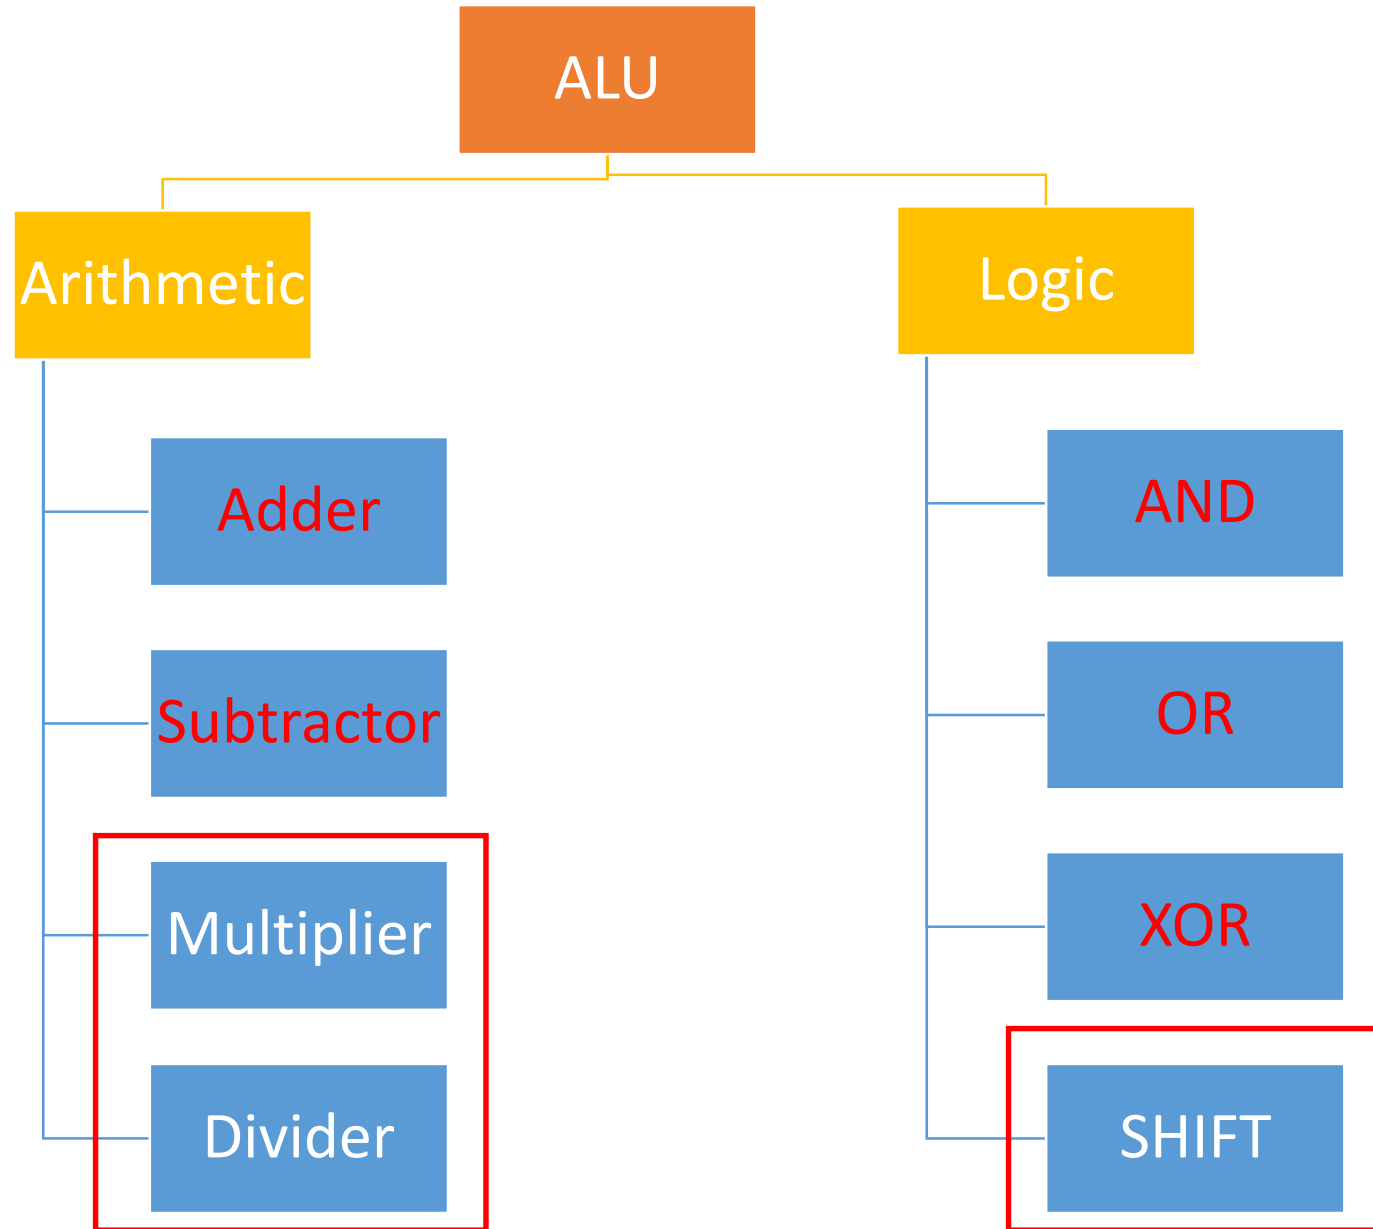 ALU
Arithmetic
Logic
Adder
AND
Subtractor
OR
Multiplier
XOR
Divider
SHIFT